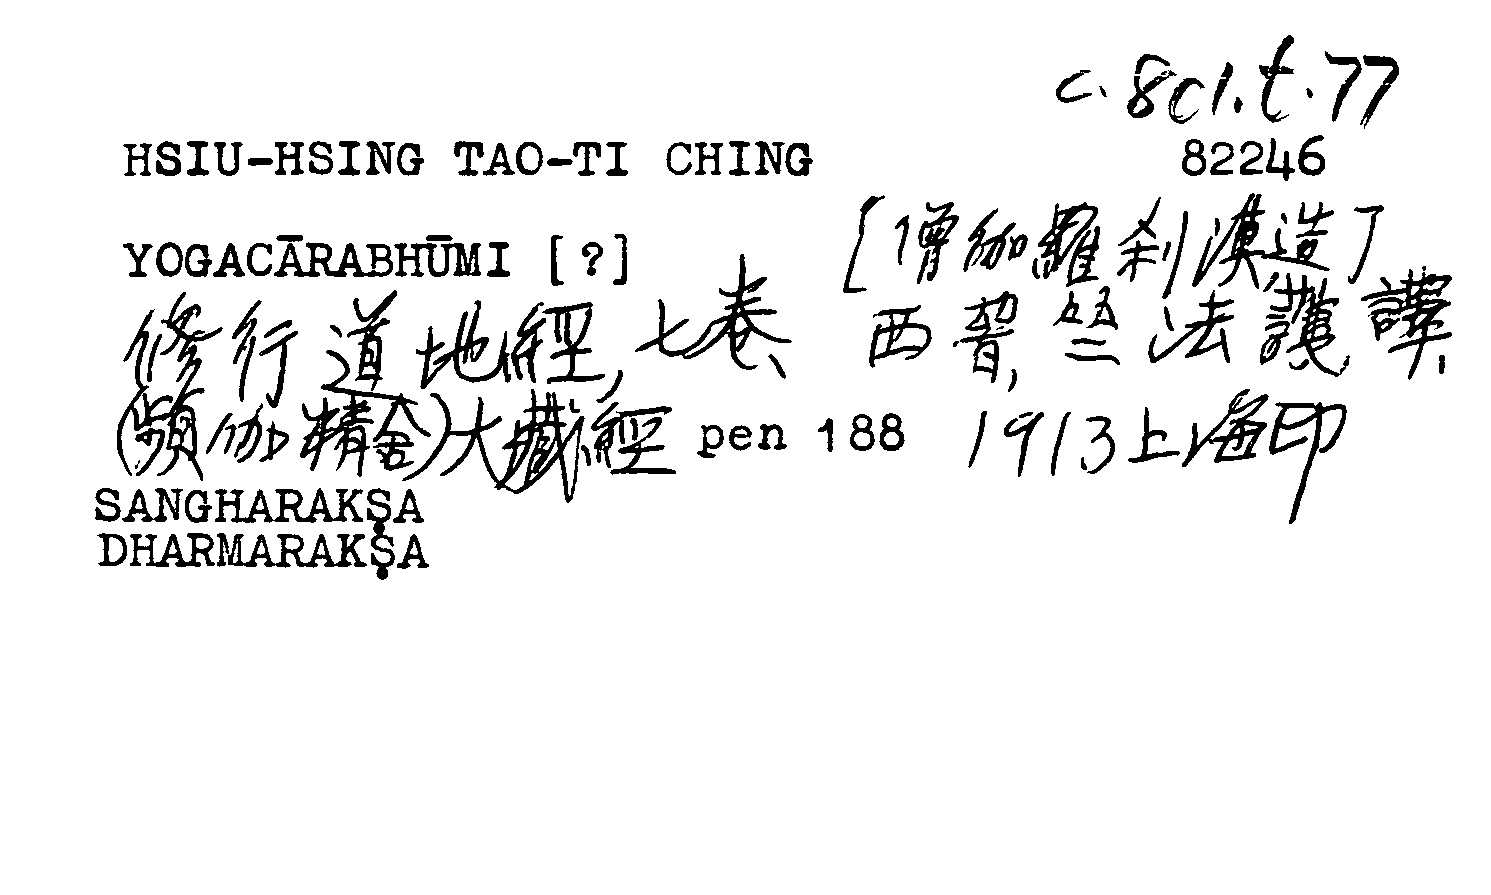 c. 8c1.t.77
HSIU-HSING TAO-TI CHING 82246
YOGACĀRABHŪMI [?] [僧伽羅刹漢造]
修行道地經, 七卷、 西晉, 竺法護譯.
(頻伽精舍)大藏經 pen 188 1913上海印
SANGHARAKṢA
DHARMARAKṢA